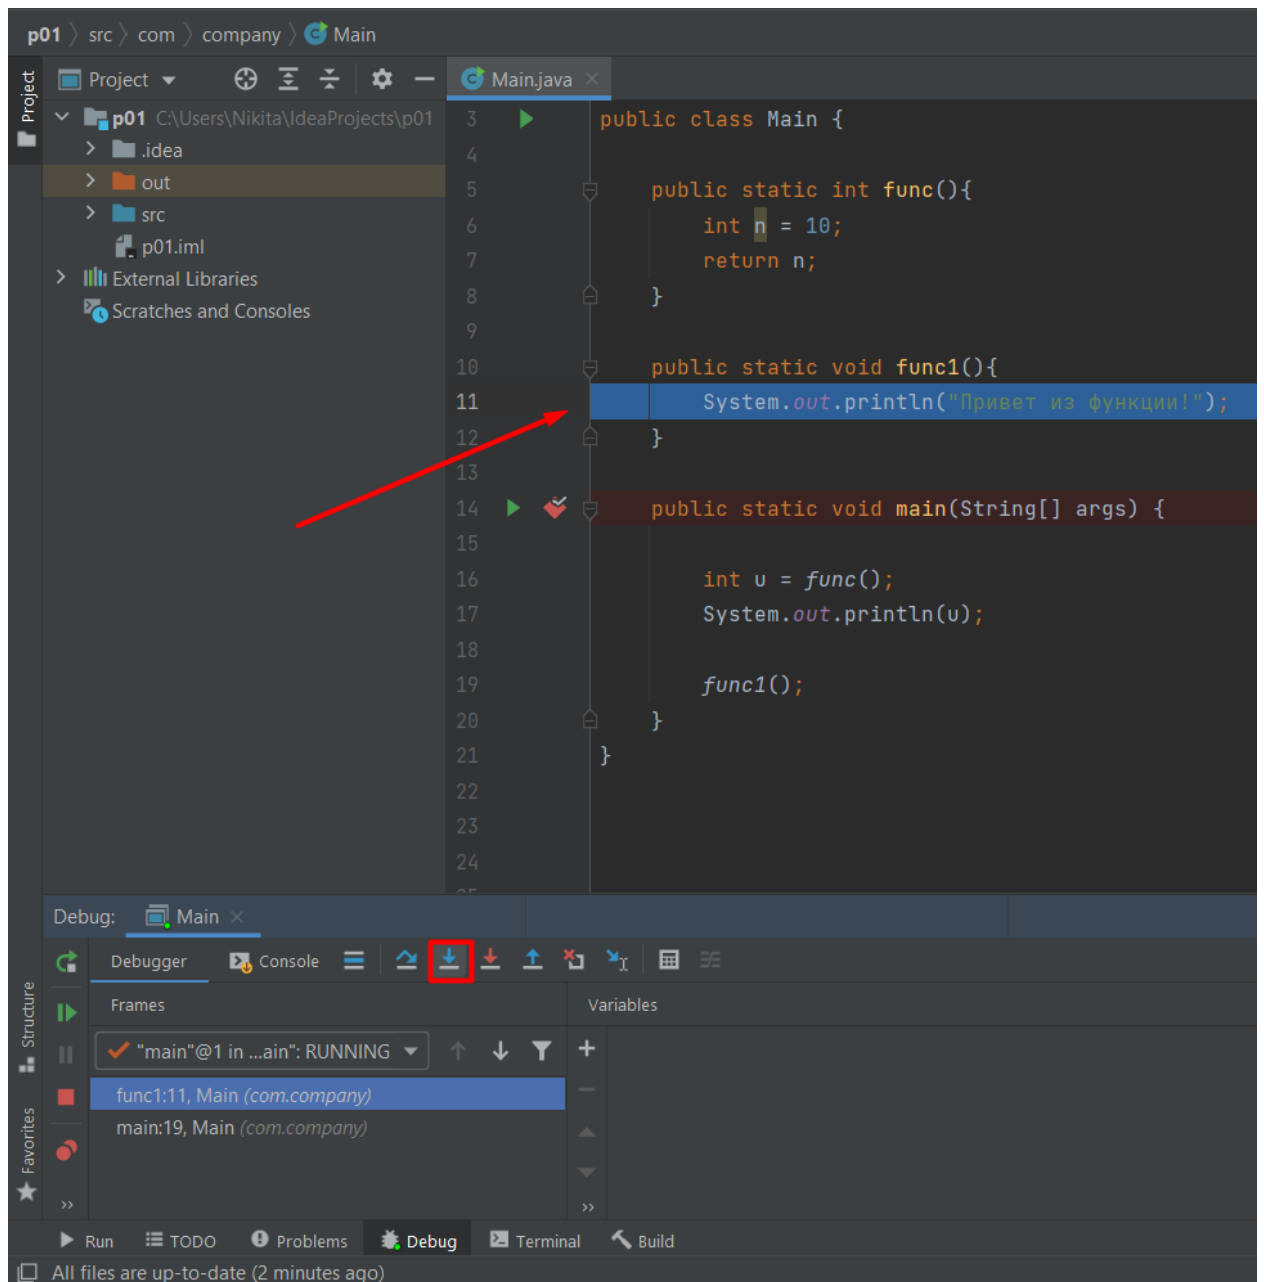 p01 〉 src 〉 com 〉 company 〉 Main
Project
Project
Main.java
p01 C:\Users\Nikita\IdeaProjects\p01
.idea
out
src
p01.iml
External Libraries
Scratches and Consoles
3 public class Main {
4
5 public static int func(){
6 int n = 10;
7 return n;
8 }
9
10 public static void func1(){
11 System.out.println("Привет из функции!");
12 }
13
14 public static void main(String[] args) {
15
16 int u = func();
17 System.out.println(u);
18
19 func1();
20 }
21 }
22
23
24
Debug: Main
Debugger Console
Frames Variables
"main"@1 in ...ain": RUNNING
func1:11, Main (com.company)
main:19, Main (com.company)
Structure
Favorites
Run TODO Problems Debug Terminal Build
All files are up-to-date (2 minutes ago)